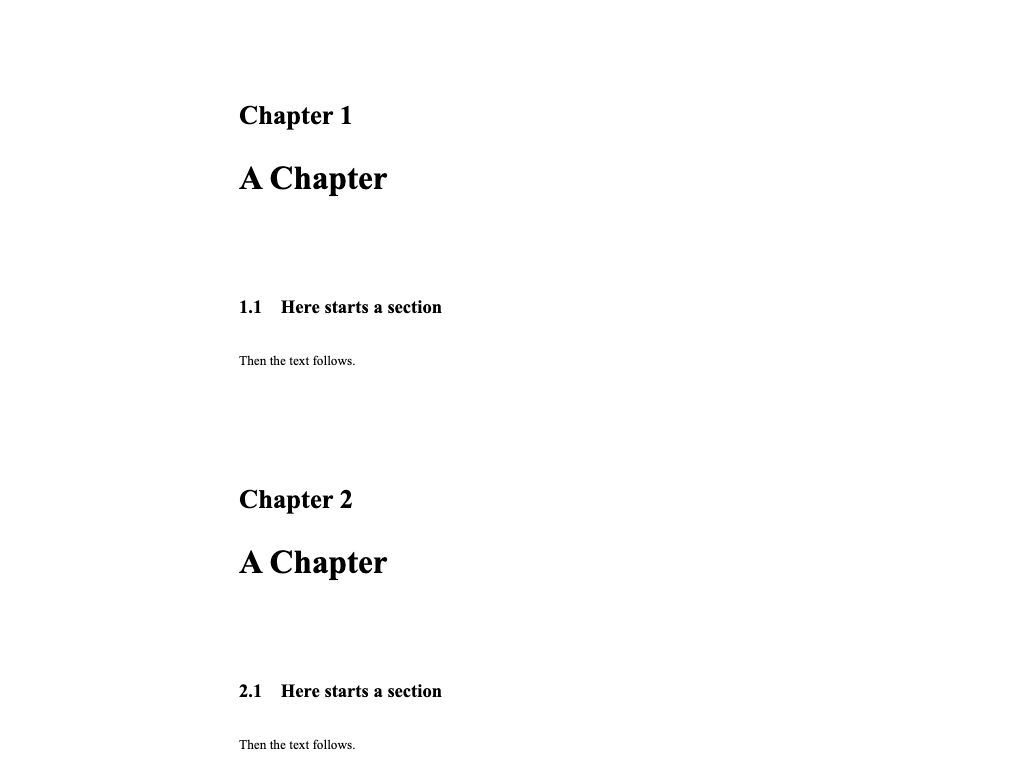 Chapter 1
A Chapter
1.1 Here starts a section
Then the text follows.
Chapter 2
A Chapter
2.1 Here starts a section
Then the text follows.